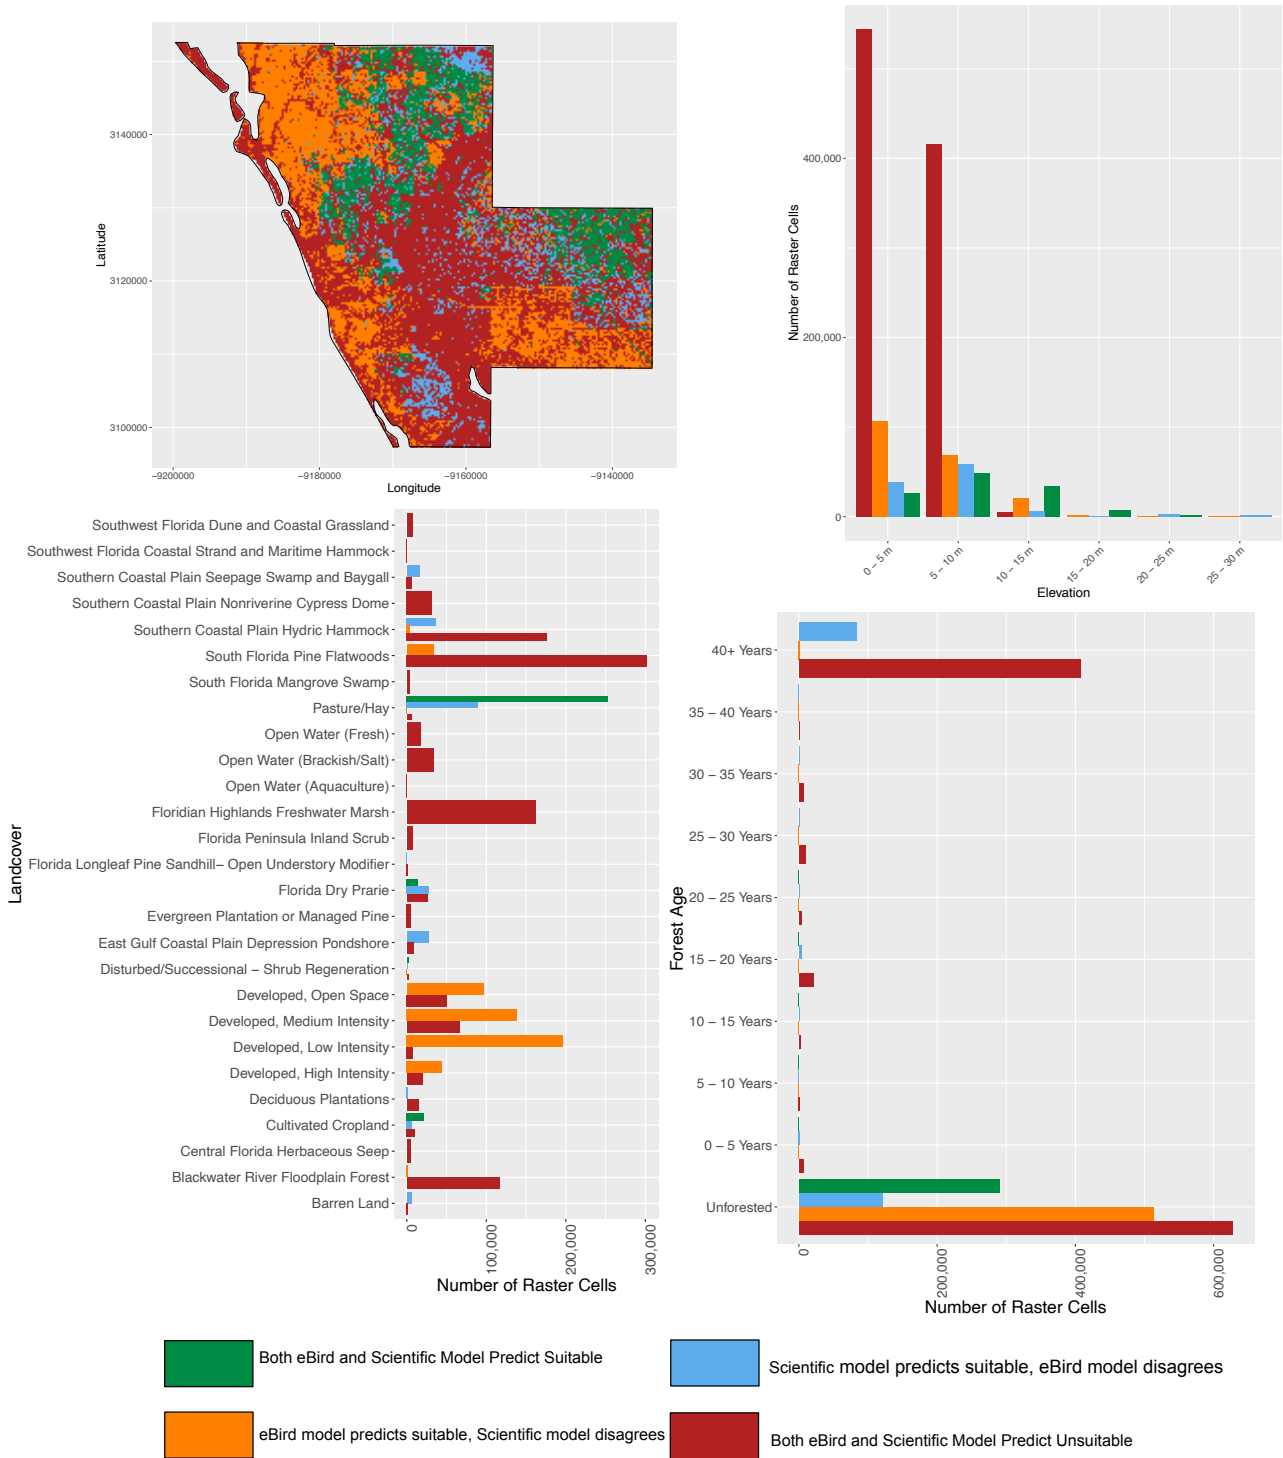 3140000
3120000
3100000
Latitude
−9200000
−9180000
−9160000
−9140000
Longitude
400,000
200,000
0
Number of Raster Cells
0 − 5 m
5 − 10 m
10 − 15 m
15 − 20 m
20 − 25 m
25 − 30 m
Elevation
Southwest Florida Dune and Coastal Grassland
Southwest Florida Coastal Strand and Maritime Hammock
Southern Coastal Plain Seepage Swamp and Baygall
Southern Coastal Plain Nonriverine Cypress Dome
Southern Coastal Plain Hydric Hammock
South Florida Pine Flatwoods
South Florida Mangrove Swamp
Pasture/Hay
Open Water (Fresh)
Open Water (Brackish/Salt)
Open Water (Aquaculture)
Floridian Highlands Freshwater Marsh
Florida Peninsula Inland Scrub
Florida Longleaf Pine Sandhill− Open Understory Modifier
Florida Dry Prarie
Evergreen Plantation or Managed Pine
East Gulf Coastal Plain Depression Pondshore
Disturbed/Successional − Shrub Regeneration
Developed, Open Space
Developed, Medium Intensity
Developed, Low Intensity
Developed, High Intensity
Deciduous Plantations
Cultivated Cropland
Central Florida Herbaceous Seep
Blackwater River Floodplain Forest
Barren Land
Landcover
0
100,000
200,000
300,000
Number of Raster Cells
40+ Years
35 − 40 Years
30 − 35 Years
25 − 30 Years
20 − 25 Years
15 − 20 Years
10 − 15 Years
5 − 10 Years
0 − 5 Years
Unforested
Forest Age
0
200,000
400,000
600,000
Number of Raster Cells
Both eBird and Scientific Model Predict Suitable
Scientific model predicts suitable, eBird model disagrees
eBird model predicts suitable, Scientific model disagrees
Both eBird and Scientific Model Predict Unsuitable